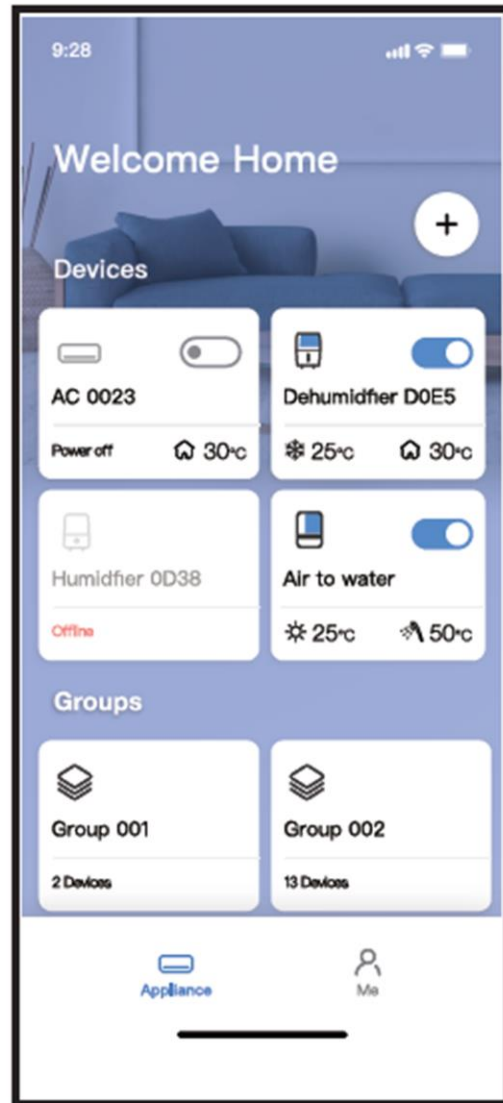 9:28
Welcome Home
+
Devices
AC 0023
Power off 30°c
Dehumidfier D0E5
25°c 30°c
Humidfier 0D38
Offline
Air to water
25°c 50°c
Groups
Group 001
2 Devices
Group 002
13 Devices
Appliance
Me